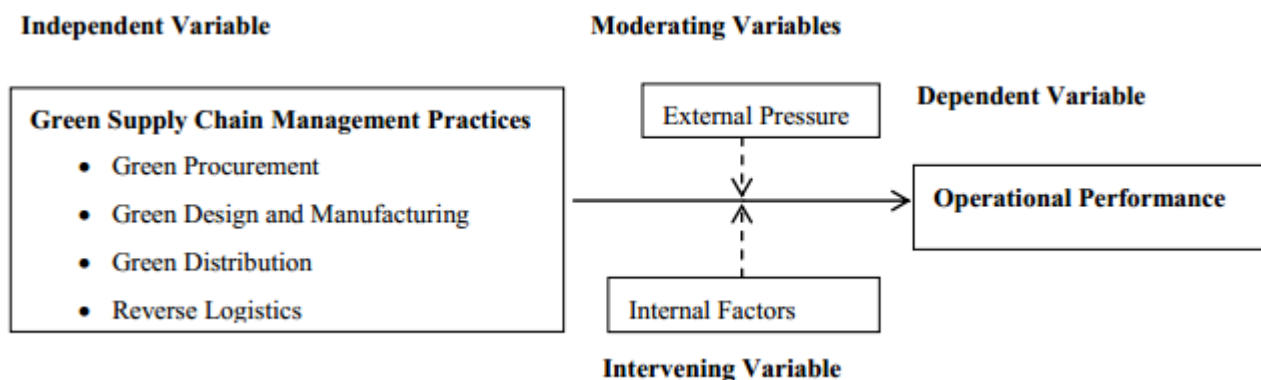 Independent Variable
Moderating Variables
Green Supply Chain Management Practices
• Green Procurement
• Green Design and Manufacturing
• Green Distribution
• Reverse Logistics
External Pressure
Internal Factors
Intervening Variable
Dependent Variable
Operational Performance